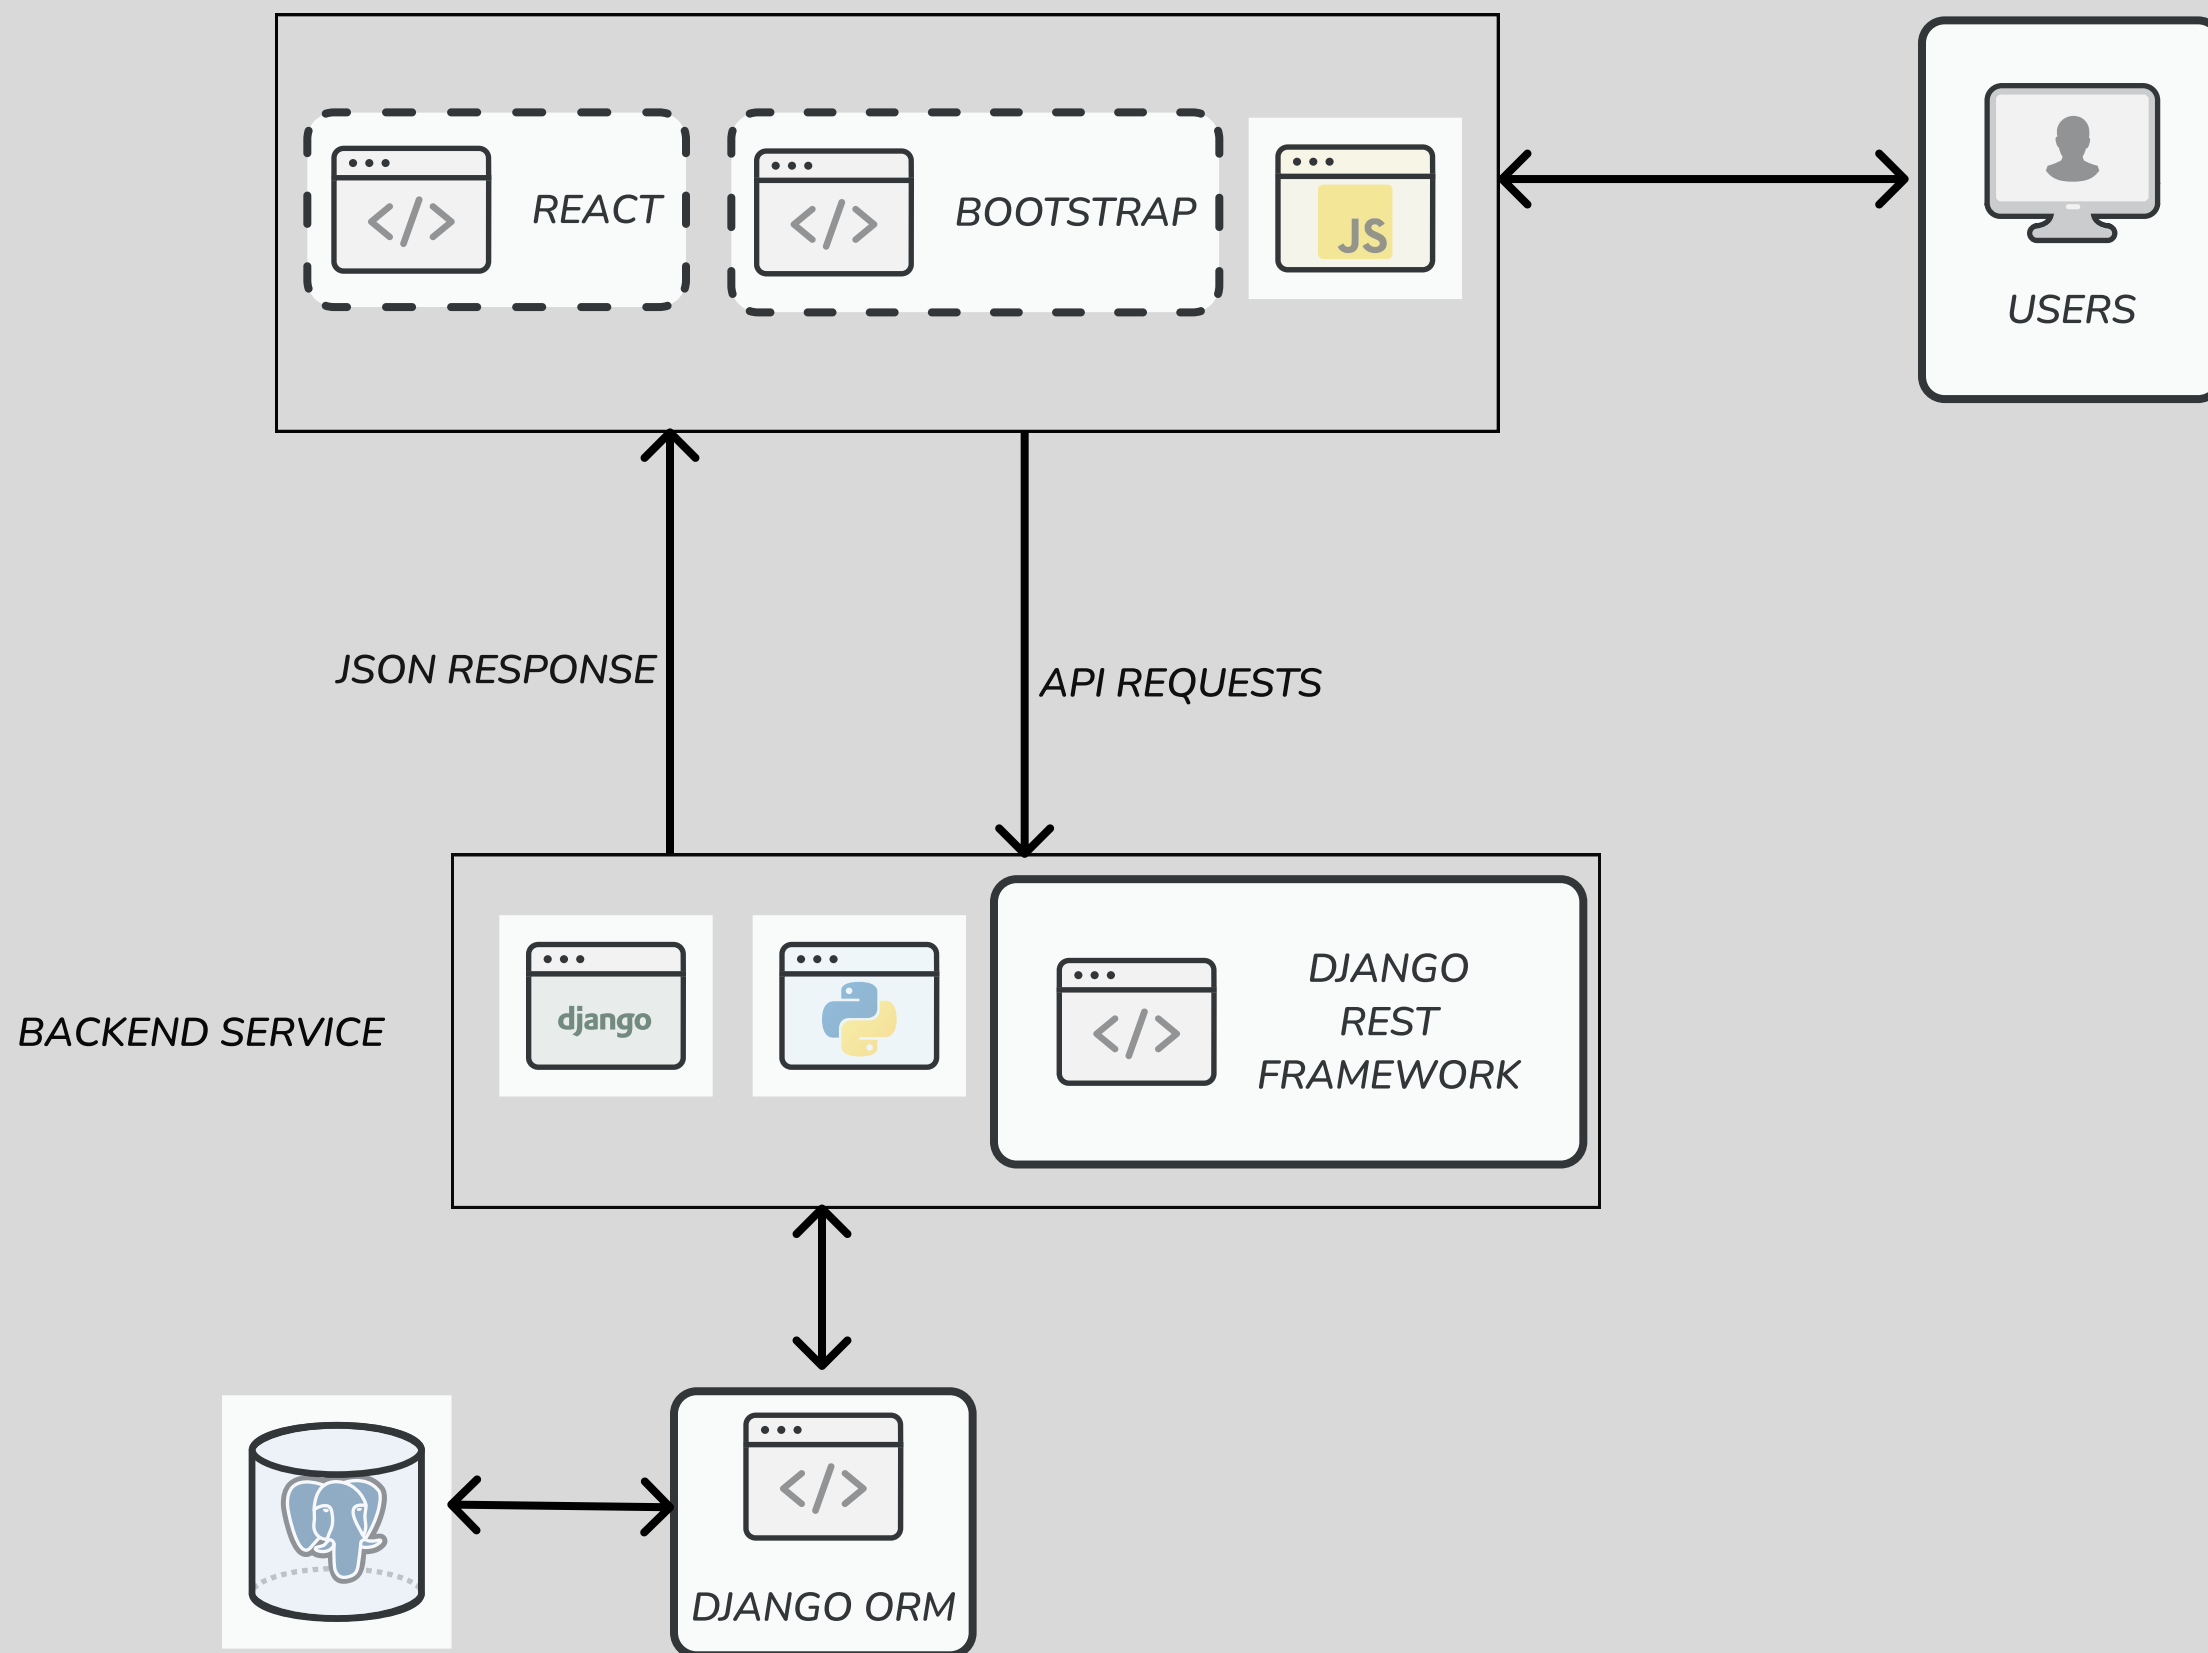 REACT
BOOTSTRAP
JS
USERS
JSON RESPONSE
API REQUESTS
BACKEND SERVICE
django
DJANGO
REST
FRAMEWORK
DJANGO ORM